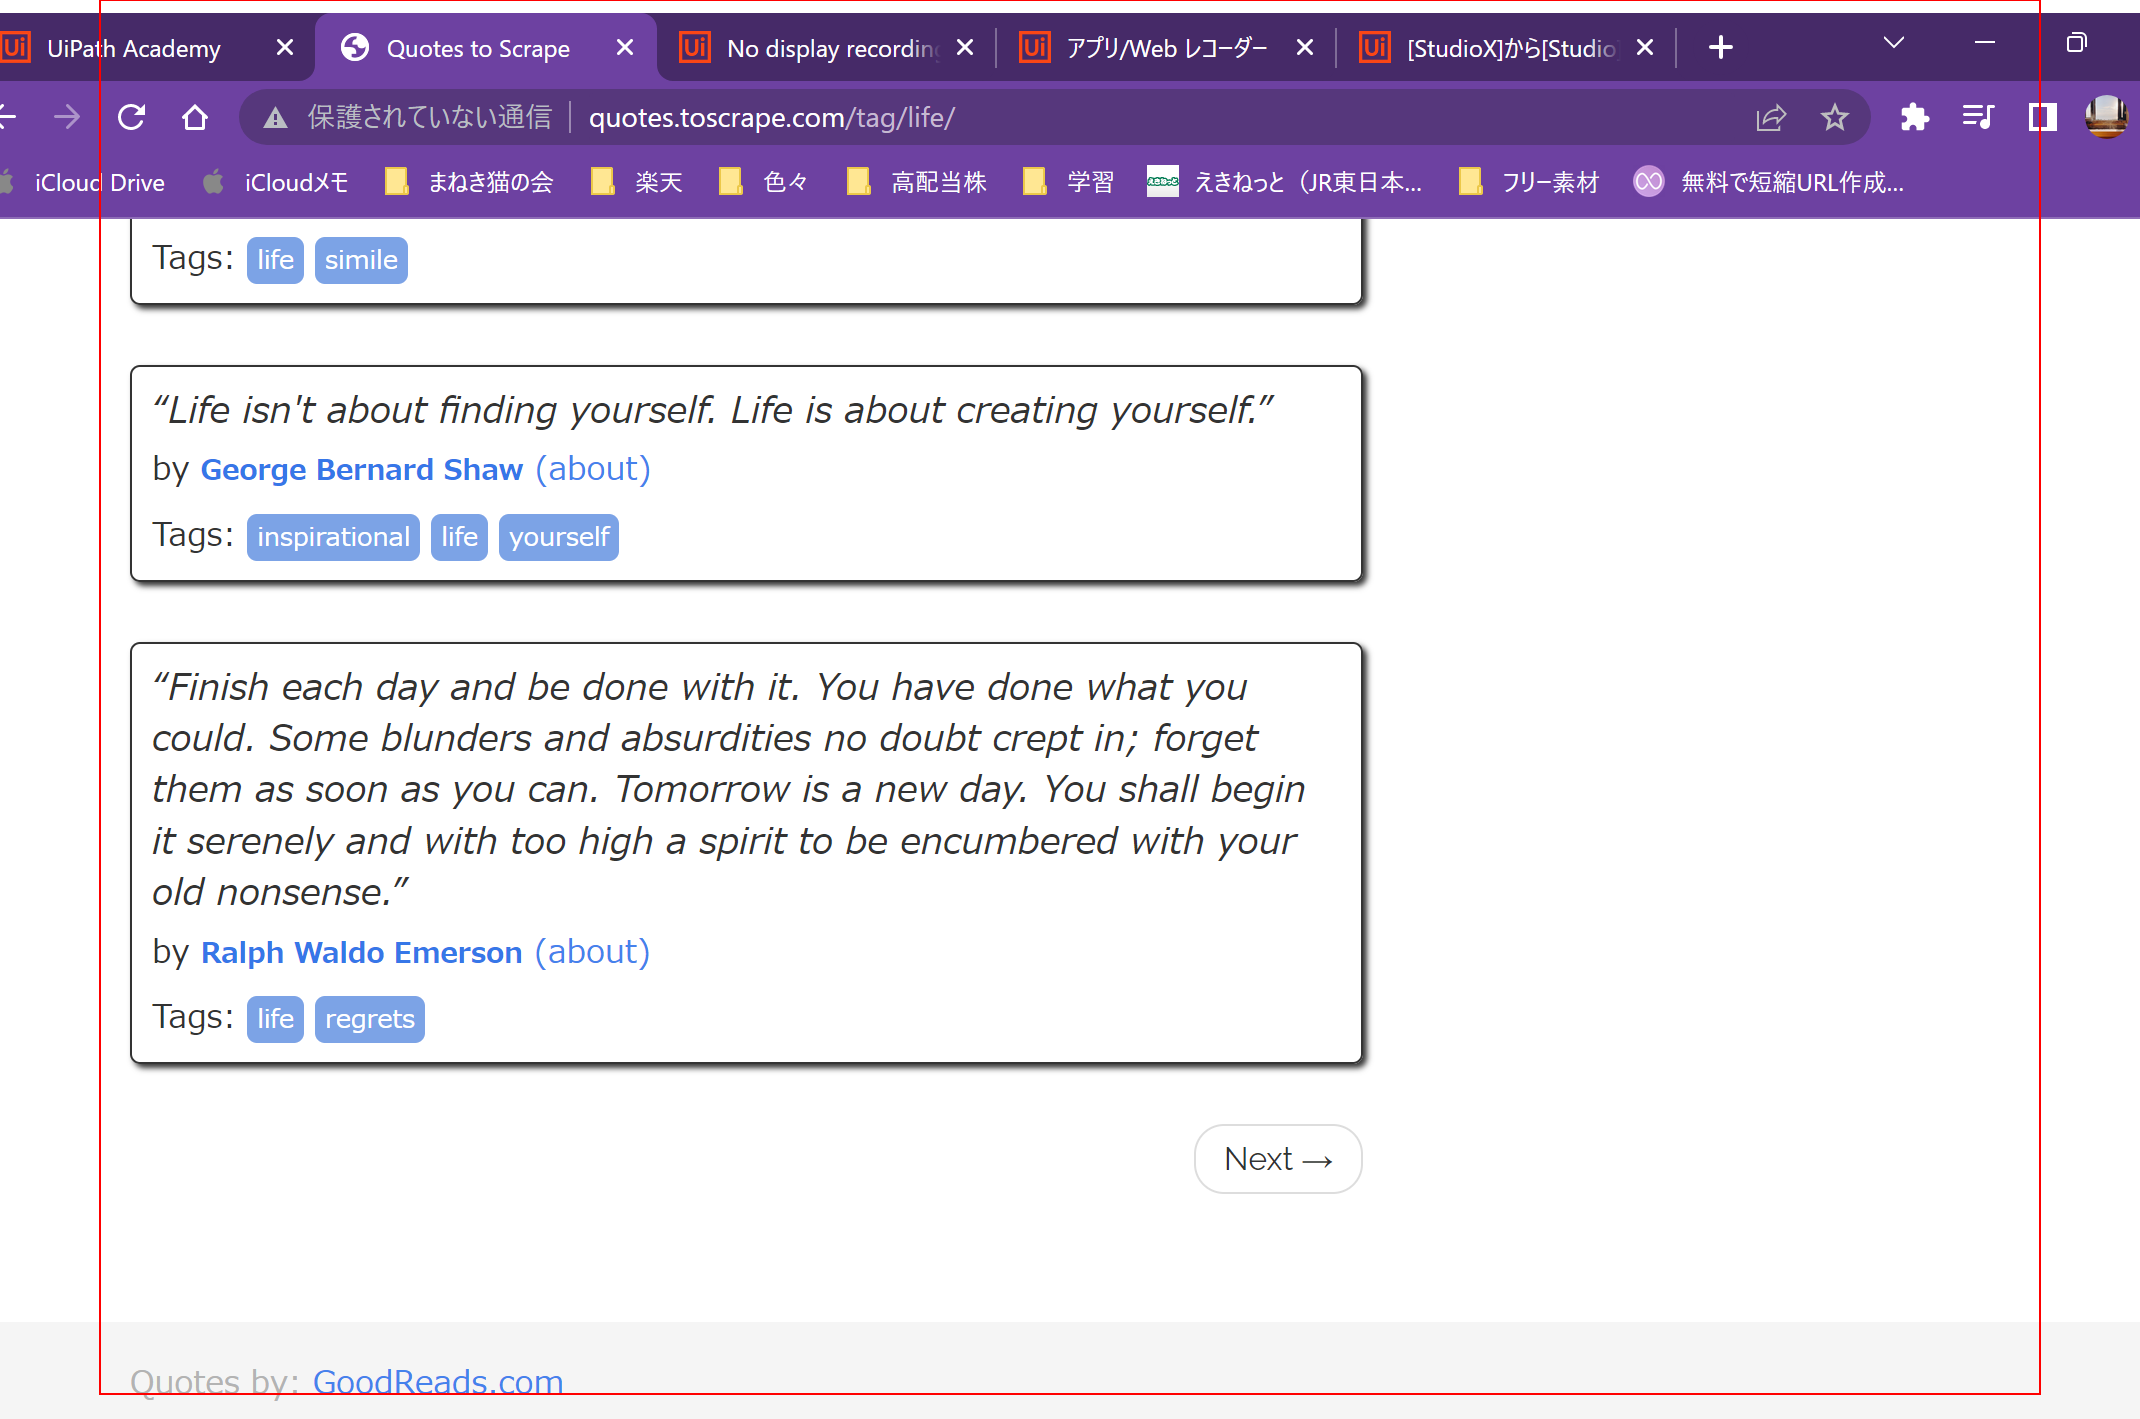 UiPath Academy
Quotes to Scrape
No display recording
アプリ/Web レコーダー
[StudioX]から[Studio]
保護されていない通信
quotes.toscrape.com/tag/life/
iCloud Drive
iCloudメモ
まねき猫の会
楽天
色々
高配当株
学習
えきねっと（JR東日本...
フリー素材
無料で短縮URL作成...
Tags: life simile
“Life isn't about finding yourself. Life is about creating yourself.”
by George Bernard Shaw (about)
Tags: inspirational life yourself
“Finish each day and be done with it. You have done what you
could. Some blunders and absurdities no doubt crept in; forget
them as soon as you can. Tomorrow is a new day. You shall begin
it serenely and with too high a spirit to be encumbered with your
old nonsense.”
by Ralph Waldo Emerson (about)
Tags: life regrets
Next →
Quotes by: GoodReads.com